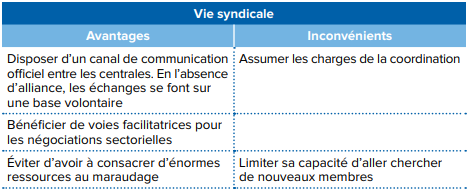 Vie syndicale
Avantages
Inconvénients
Disposer d'un canal de communication
officiel entre les centrales. En l'absence
d'alliance, les échanges se font sur
une base volontaire
Assumer les charges de la coordination
Bénéficier de voies facilitatrices pour
les négociations sectorielles
Éviter d'avoir à consacrer d'énormes
ressources au maraudage
Limiter sa capacité d'aller chercher
de nouveaux membres